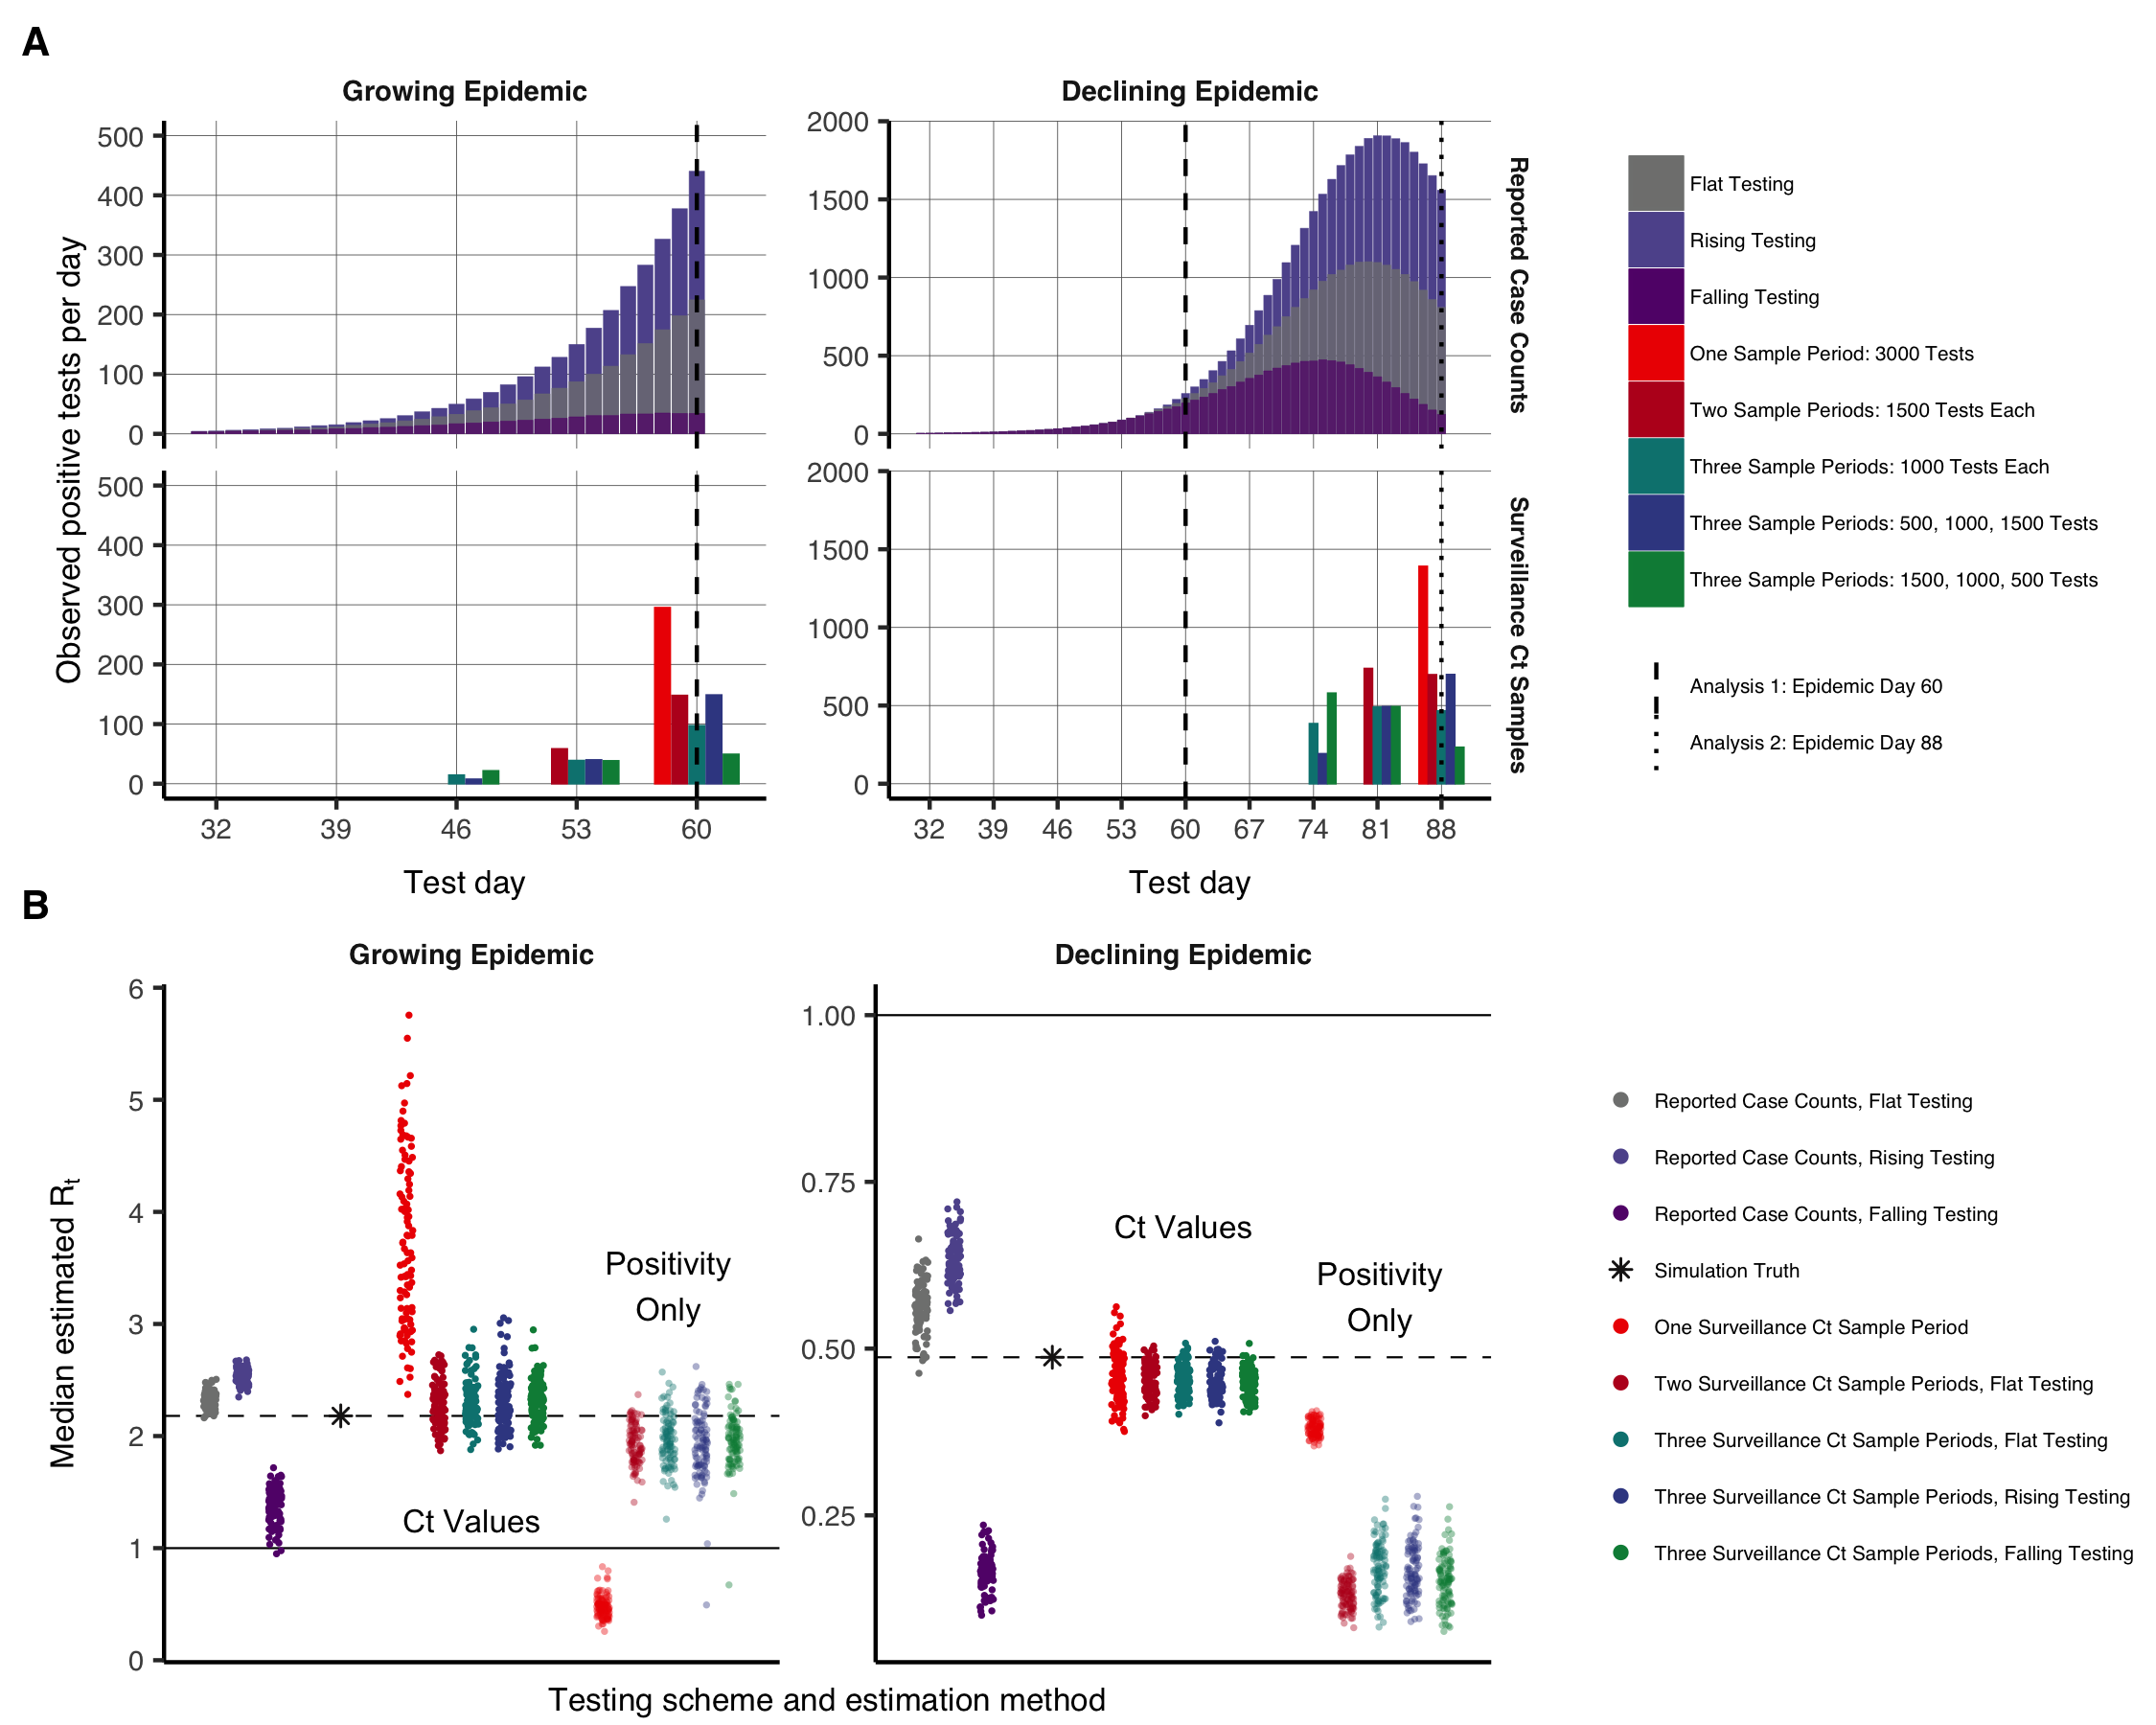 A
Growing Epidemic
Declining Epidemic
Observed positive tests per day
500
400
300
200
100
0
2000
1500
1000
500
0
Reported Case Counts
500
400
300
200
100
0
2000
1500
1000
500
0
Surveillance Ct Samples
32 39 46 53 60
32 39 46 53 60 67 74 81 88
Test day
Test day
Flat Testing
Rising Testing
Falling Testing
One Sample Period: 3000 Tests
Two Sample Periods: 1500 Tests Each
Three Sample Periods: 1000 Tests Each
Three Sample Periods: 500, 1000, 1500 Tests
Three Sample Periods: 1500, 1000, 500 Tests
Analysis 1: Epidemic Day 60
Analysis 2: Epidemic Day 88
B
Growing Epidemic
Declining Epidemic
Median estimated Rt
6
5
4
3
2
1
0
Positivity
Only
Ct Values
1.00
0.75
0.50
0.25
Ct Values
Positivity
Only
Testing scheme and estimation method
Reported Case Counts, Flat Testing
Reported Case Counts, Rising Testing
Reported Case Counts, Falling Testing
Simulation Truth
One Surveillance Ct Sample Period
Two Surveillance Ct Sample Periods, Flat Testing
Three Surveillance Ct Sample Periods, Flat Testing
Three Surveillance Ct Sample Periods, Rising Testing
Three Surveillance Ct Sample Periods, Falling Testing